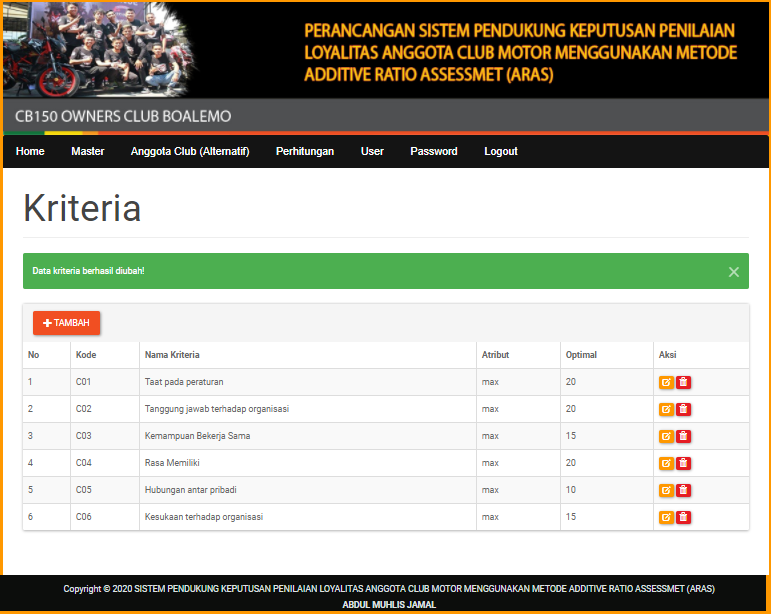 PERANCANGAN SISTEM PENDUKUNG KEPUTUSAN PENILAIAN
LOYALITAS ANGGOTA CLUB MOTOR MENGGUNAKAN METODE
ADDITIVE RATIO ASSESSMET (ARAS)
CB150 OWNERS CLUB BOALEMO
Home Master Anggota Club (Alternatif) Perhitungan User Password Logout
Kriteria
Data kriteria berhasil diubah! ×
+ TAMBAH
No Kode Nama Kriteria Atribut Optimal Aksi
1 C01 Taat pada peraturan max 20
2 C02 Tanggung jawab terhadap organisasi max 20
3 C03 Kemampuan Bekerja Sama max 15
4 C04 Rasa Memiliki max 20
5 C05 Hubungan antar pribadi max 10
6 C06 Kesukaan terhadap organisasi max 15
Copyright © 2020 SISTEM PENDUKUNG KEPUTUSAN PENILAIAN LOYALITAS ANGGOTA CLUB MOTOR MENGGUNAKAN METODE ADDITIVE RATIO ASSESSMET (ARAS)
ABDUL MUHLIS JAMAL